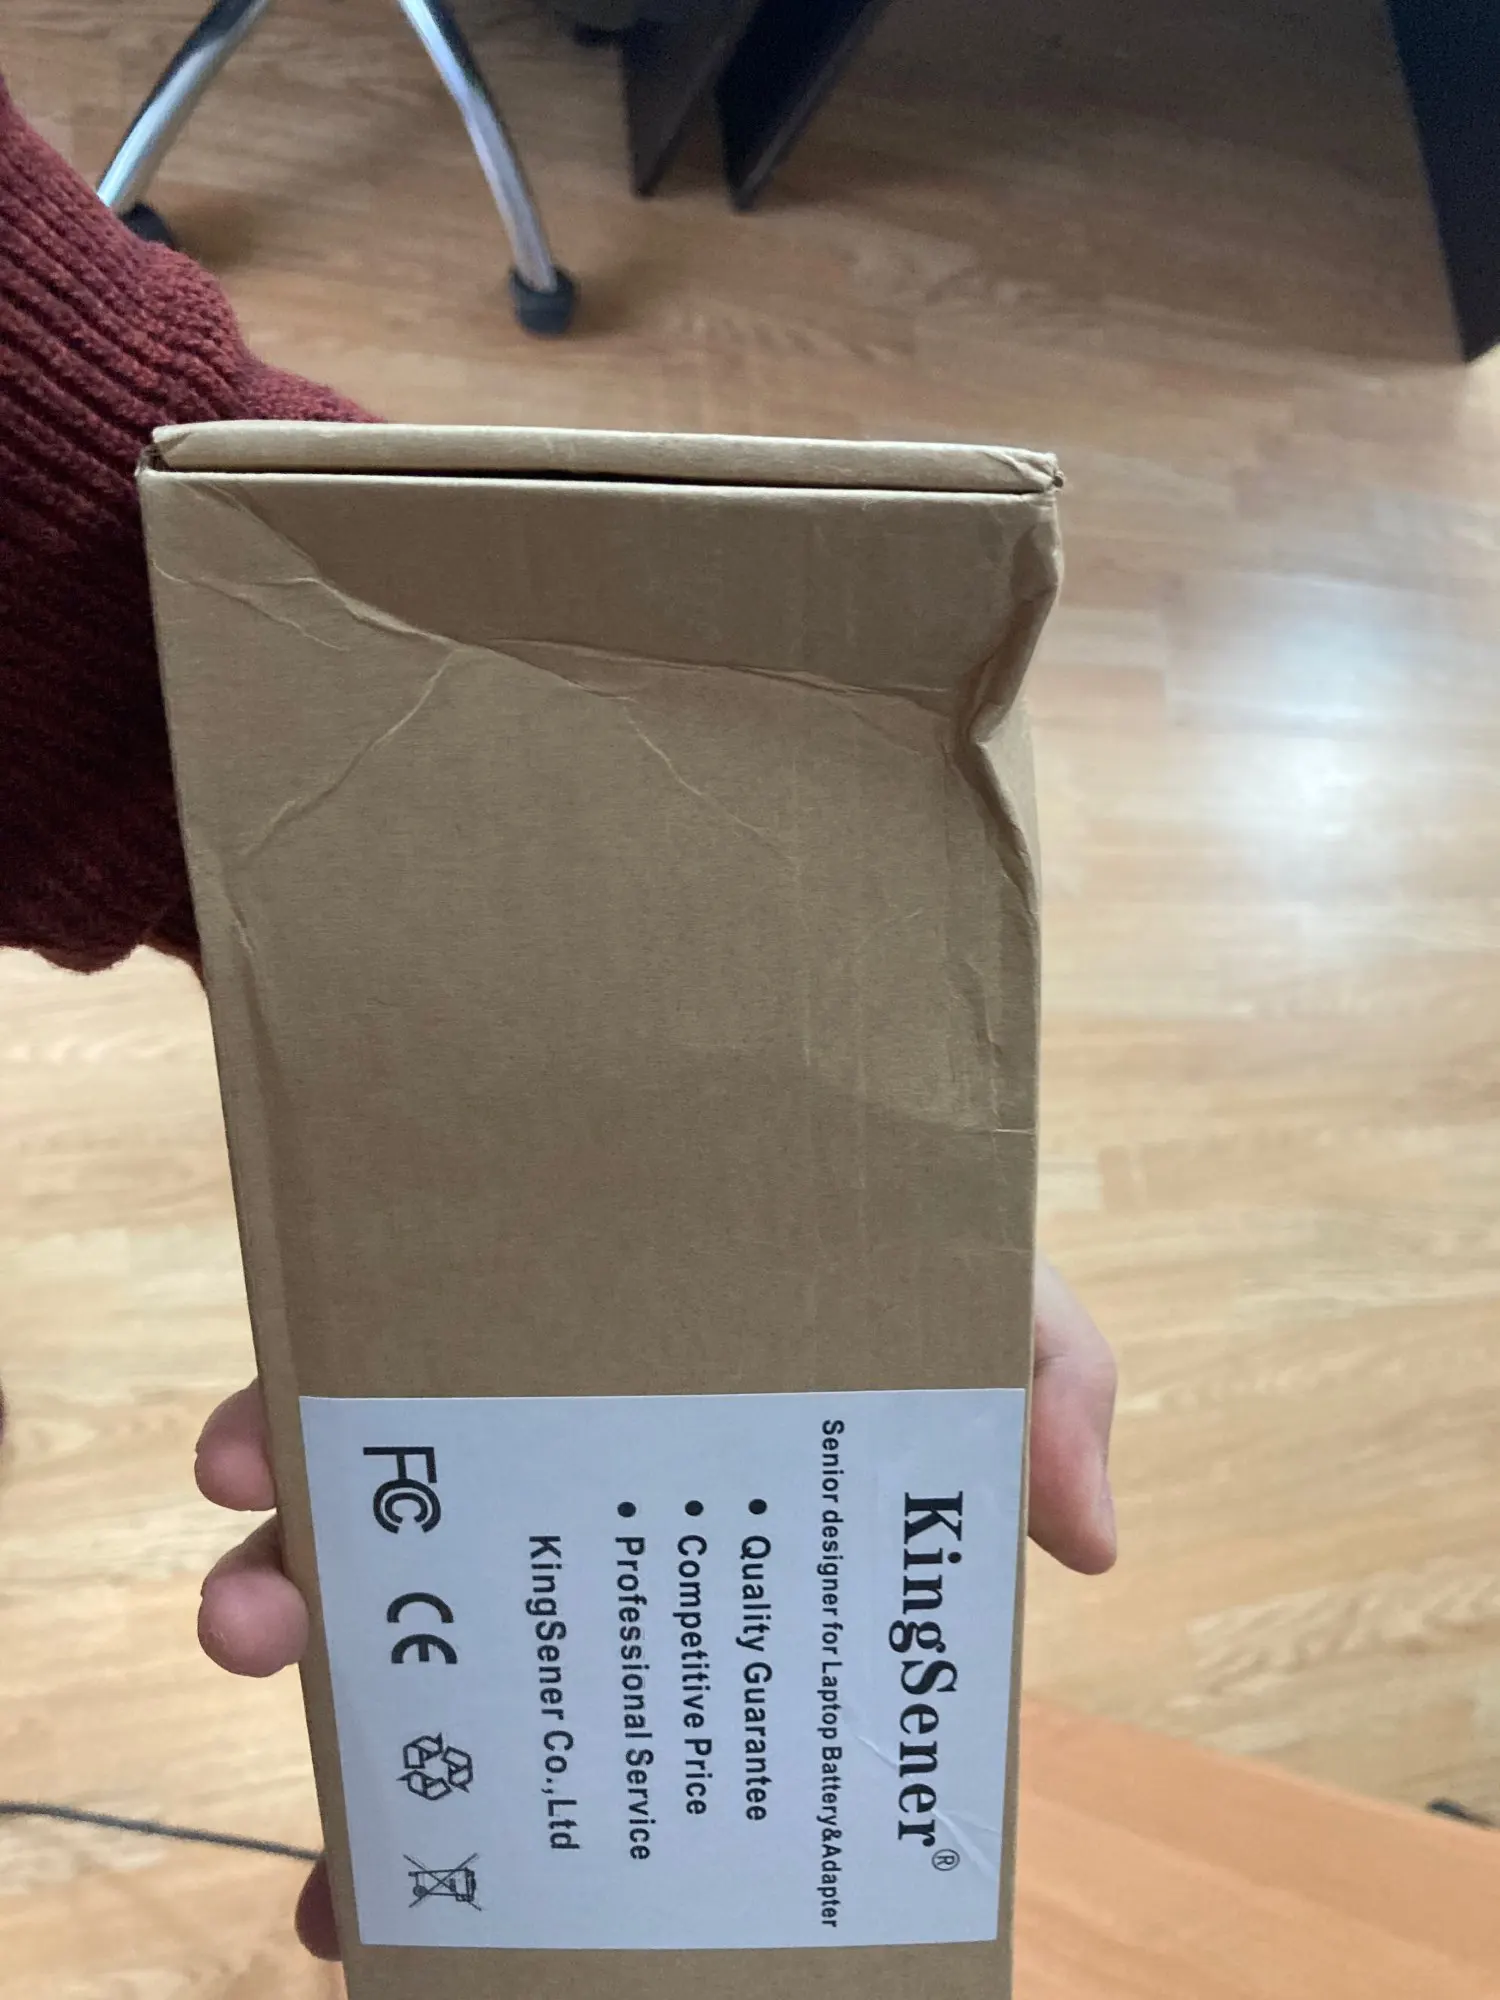 KingSener®
Senior designer for Laptop Battery&Adapter
• Quality Guarantee
• Competitive Price
• Professional Service
KingSener Co.,Ltd
FC CE